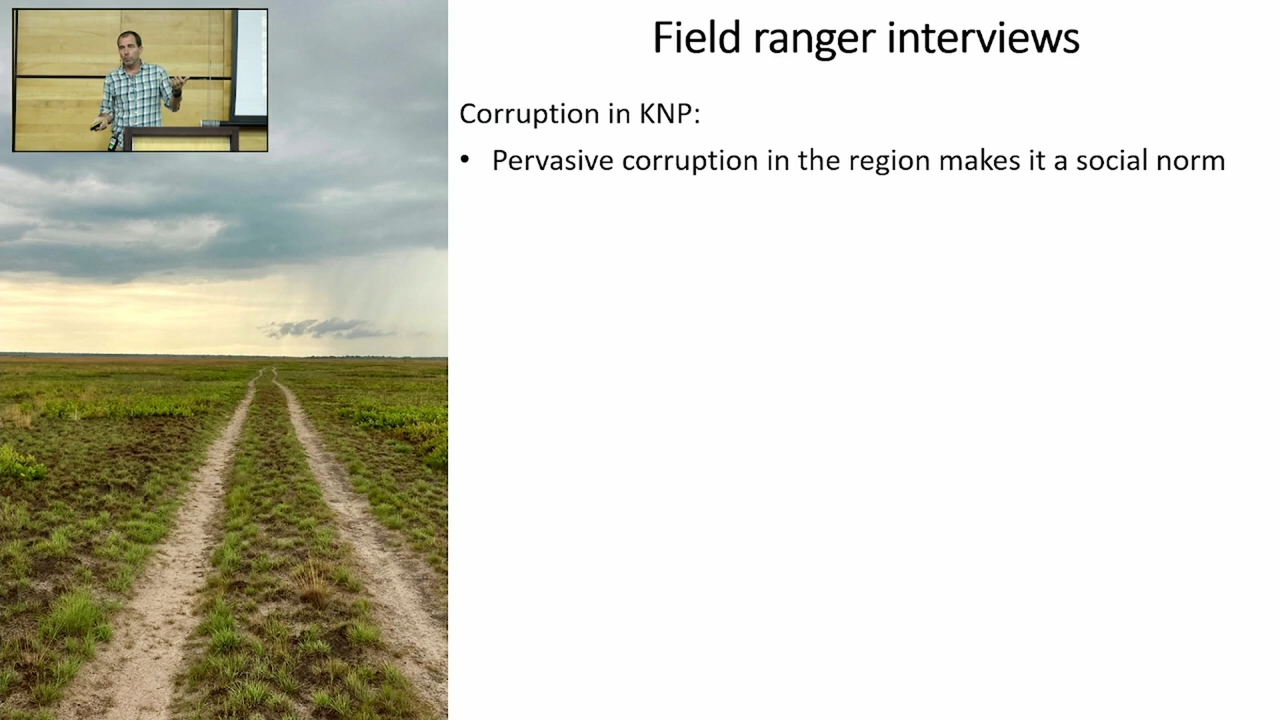 Field ranger interviews
Corruption in KNP:
• Pervasive corruption in the region makes it a social norm